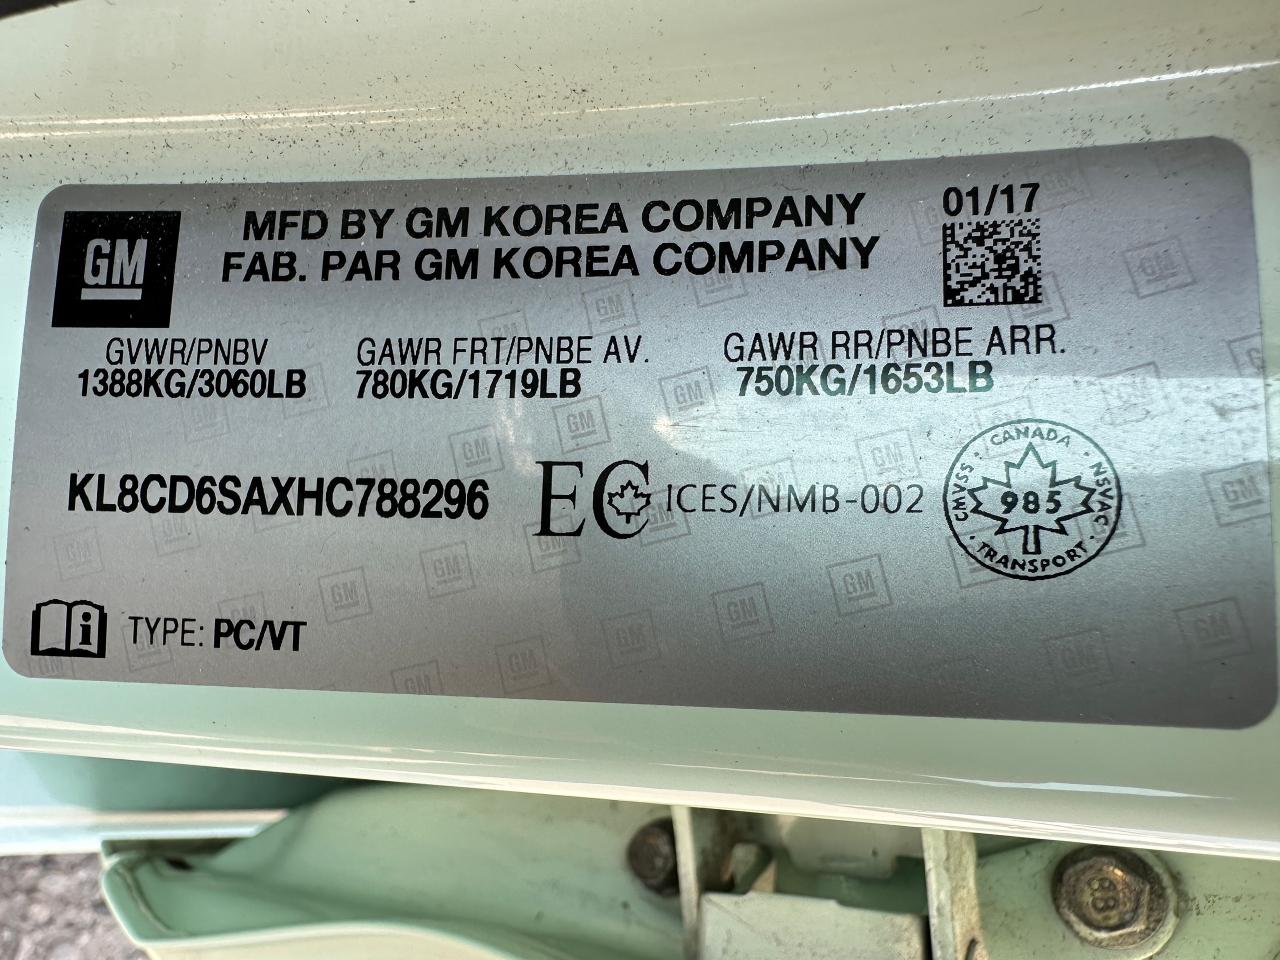 GM
MFD BY GM KOREA COMPANY
FAB. PAR GM KOREA COMPANY
01/17
GVWR/PNBV GAWR FRT/PNBE AV. GAWR RR/PNBE ARR.
1388KG/3060LB 780KG/1719LB 750KG/1653LB
KL8CD6SAXHC788296 EC ICES/NMB-002
CANADA
CMVSS 985 NSVAC
TRANSPORT
i TYPE: PC/VT
8.8